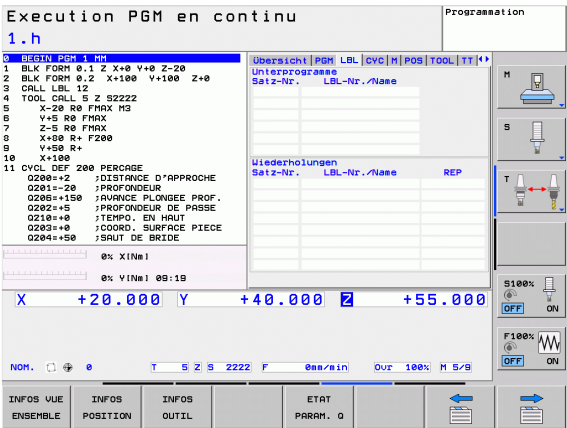 Execution PGM en continu
Programmation
1.h
0 BEGIN PGM 1 MM
1 BLK FORM 0.1 Z X+0 Y+0 Z-20
2 BLK FORM 0.2 X+100 Y+100 Z+0
3 CALL LBL 12
4 TOOL CALL 5 Z S2222
5 X-20 R0 FMAX M3
6 Y+5 R0 FMAX
7 Z-5 R0 FMAX
8 X+80 R+ F200
9 Y+50 R+
10 X+100
11 CYCL DEF 200 PERCAGE
Q200=+2 ;DISTANCE D'APPROCHE
Q201=-20 ;PROFONDEUR
Q206=+150 ;AVANCE PLONGEE PROF.
Q202=+5 ;PROFONDEUR DE PASSE
Q210=+0 ;TEMPO. EN HAUT
Q203=+0 ;COORD. SURFACE PIECE
Q204=+50 ;SAUT DE BRIDE
0% X[Nm]
0% Y[Nm] 09:19
Übersicht PGM LBL CYC M POS TOOL TT
Unterprogramme
Satz-Nr. LBL-Nr./Name
Wiederholungen
Satz-Nr. LBL-Nr./Name REP
M
S
T
S100%
OFF ON
F100%
OFF ON
X +20.000 Y +40.000 Z +55.000
NOM. 0 T 5 Z S 2222 F 0mm/min Ovr 100% M 5/9
INFOS VUE ENSEMBLE
INFOS POSITION
INFOS OUTIL
ETAT PARAM. Q